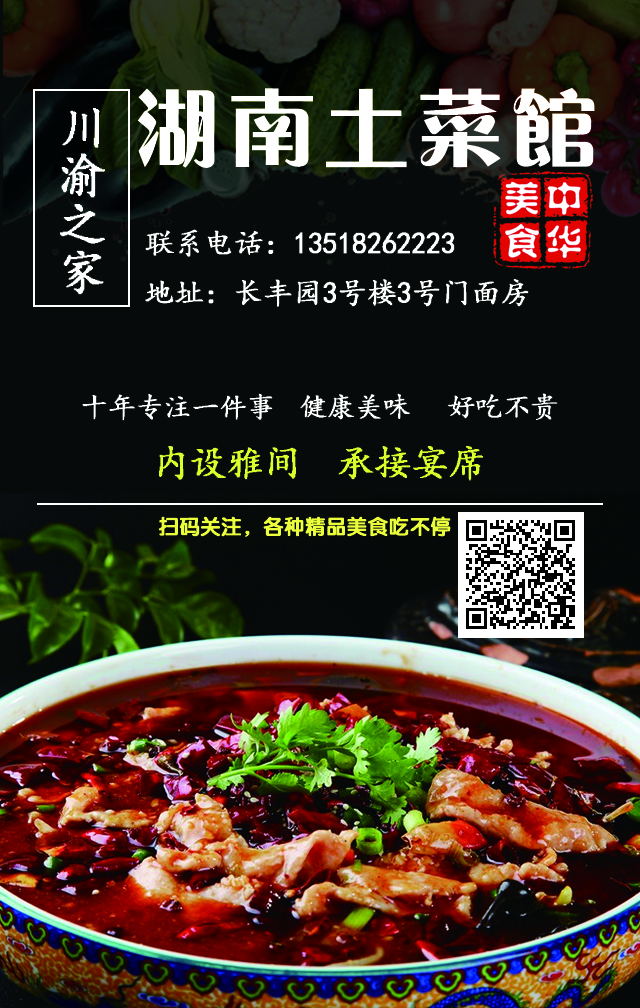 川渝之家
湖南土菜館
中华
美食
联系电话：13518262223
地址：长丰园3号楼3号门面房
十年专注一件事 健康美味 好吃不贵
内设雅间 承接宴席
扫码关注，各种精品美食吃不停